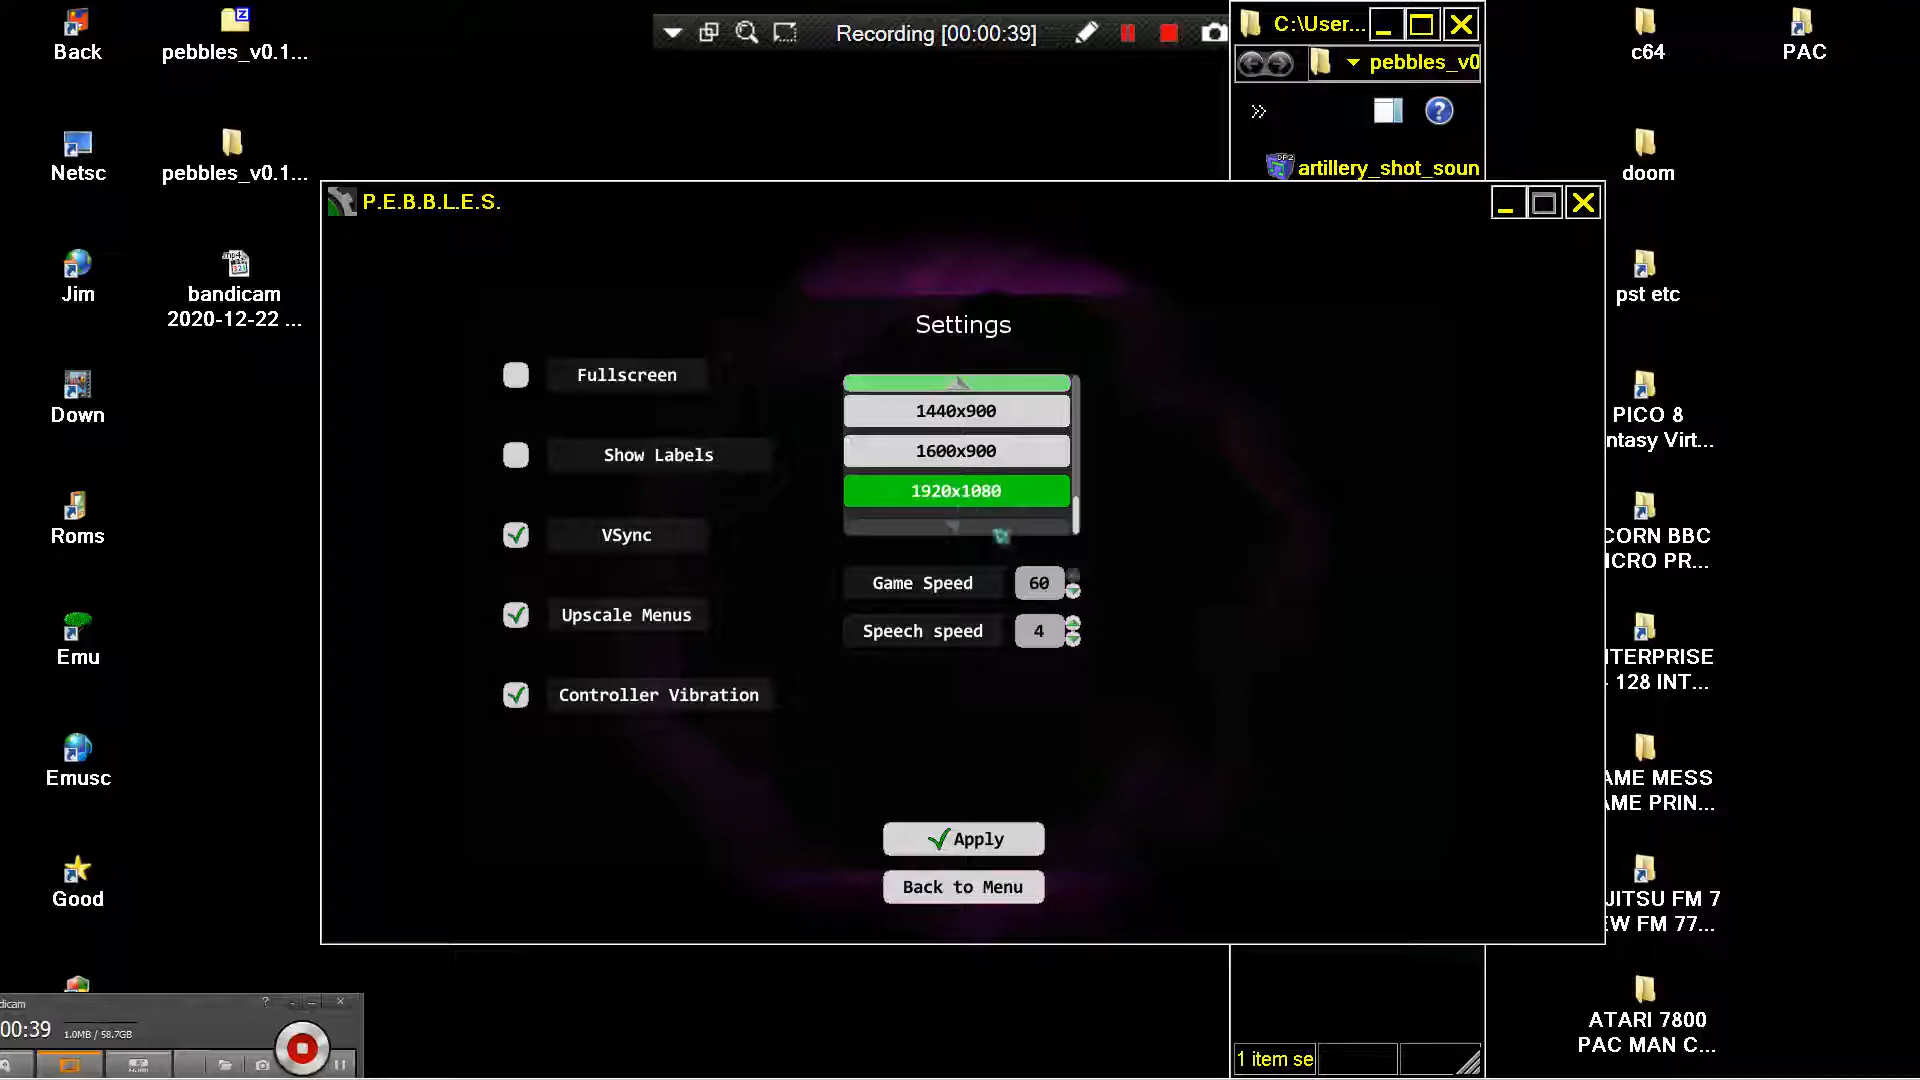 Back
pebbles_v0.1...
Recording [00:00:39]
C:\User...
pebbles_v0
c64
PAC
Netsc
pebbles_v0.1...
artillery_shot_soun
doom
P.E.B.B.L.E.S.
Jim
bandicam
2020-12-22 ...
pst etc
Settings
Fullscreen
Show Labels
VSync
Upscale Menus
Controller Vibration
1440x900
1600x900
1920x1080
Game Speed 60
Speech speed 4
Apply
Back to Menu
Down
PICO 8
ntasy Virt...
Roms
CORN BBC
ICRO PR...
Emu
ITERPRISE
128 INT...
Emusc
AME MESS
AME PRIN...
Good
JITSU FM 7
EW FM 77...
ATARI 7800
PAC MAN C...
dicam
00:39
1.0MB / 58.7GB
1 item se